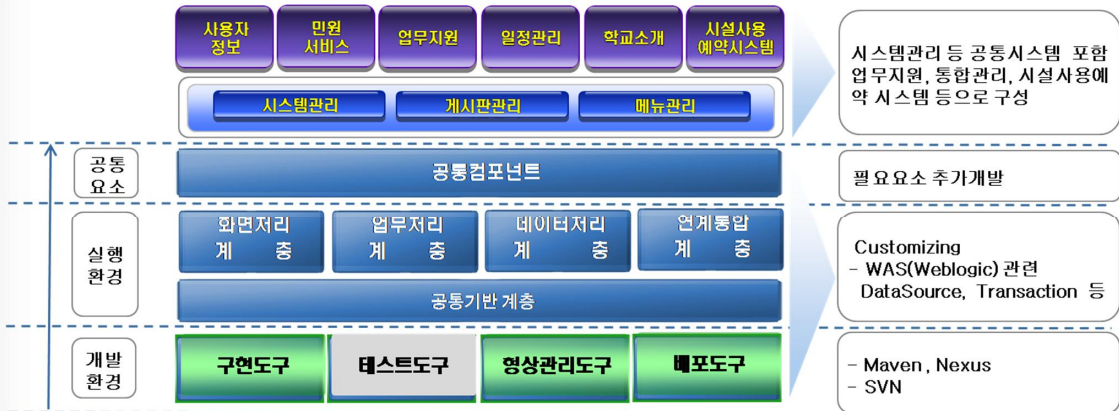 사용자
정보
민원
서비스
업무지원
일정관리
학교소개
시설사용
예약시스템
시스템관리
게시판관리
메뉴관리
시스템관리 등 공통시스템 포함
업무지원, 통합관리, 시설사용예
약 시스템 등으로 구성
공통
요소
공통컴포넌트
필요요소 추가개발
실행
환경
화면처리
계 층
업무처리
계 층
데이터처리
계 층
연계통합
계 층
공통기반 계층
Customizing
- WAS(Weblogic) 관련
DataSource, Transaction 등
개발
환경
구현도구
테스트도구
형상관리도구
배포도구
- Maven , Nexus
- SVN